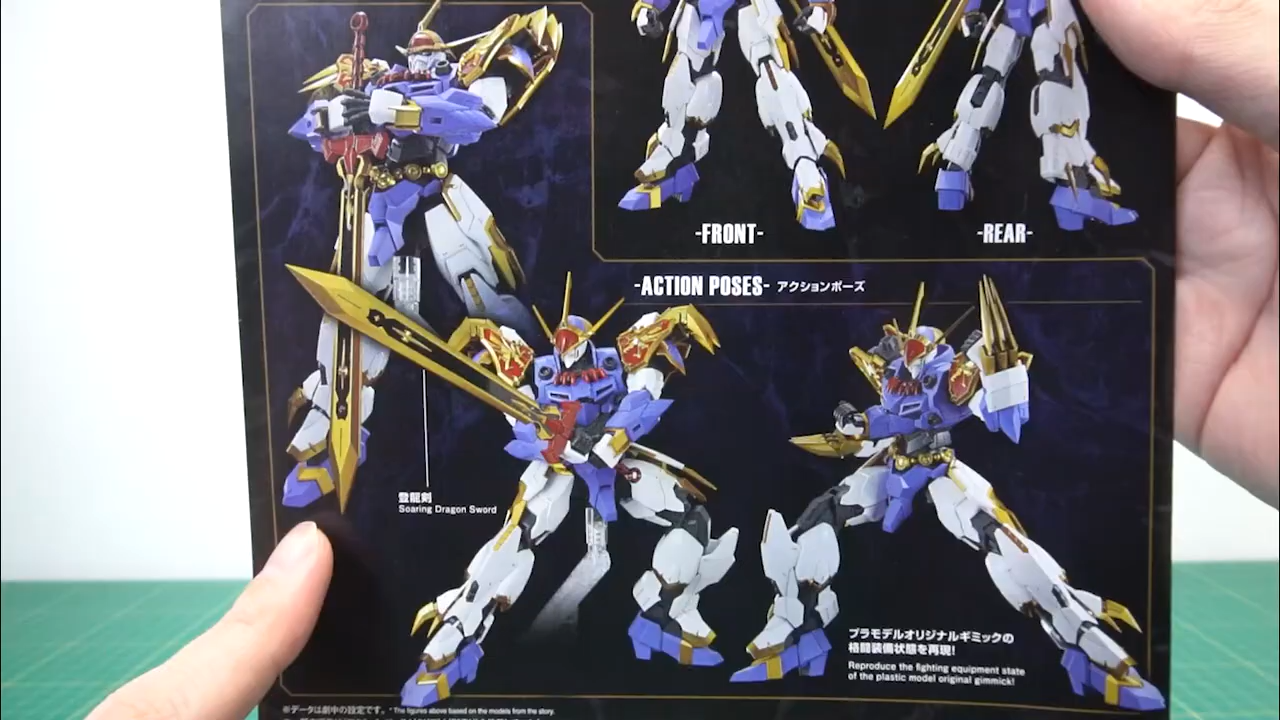 -FRONT-
-REAR-
-ACTION POSES- アクションポーズ
登龍剣
Soaring Dragon Sword
プラモデルオリジナルギミックの
格闘装備状態を再現!
Reproduce the fighting equipment state
of the plastic model original gimmick!
※データは劇中の設定です。 * The figures above based on the models from the story.